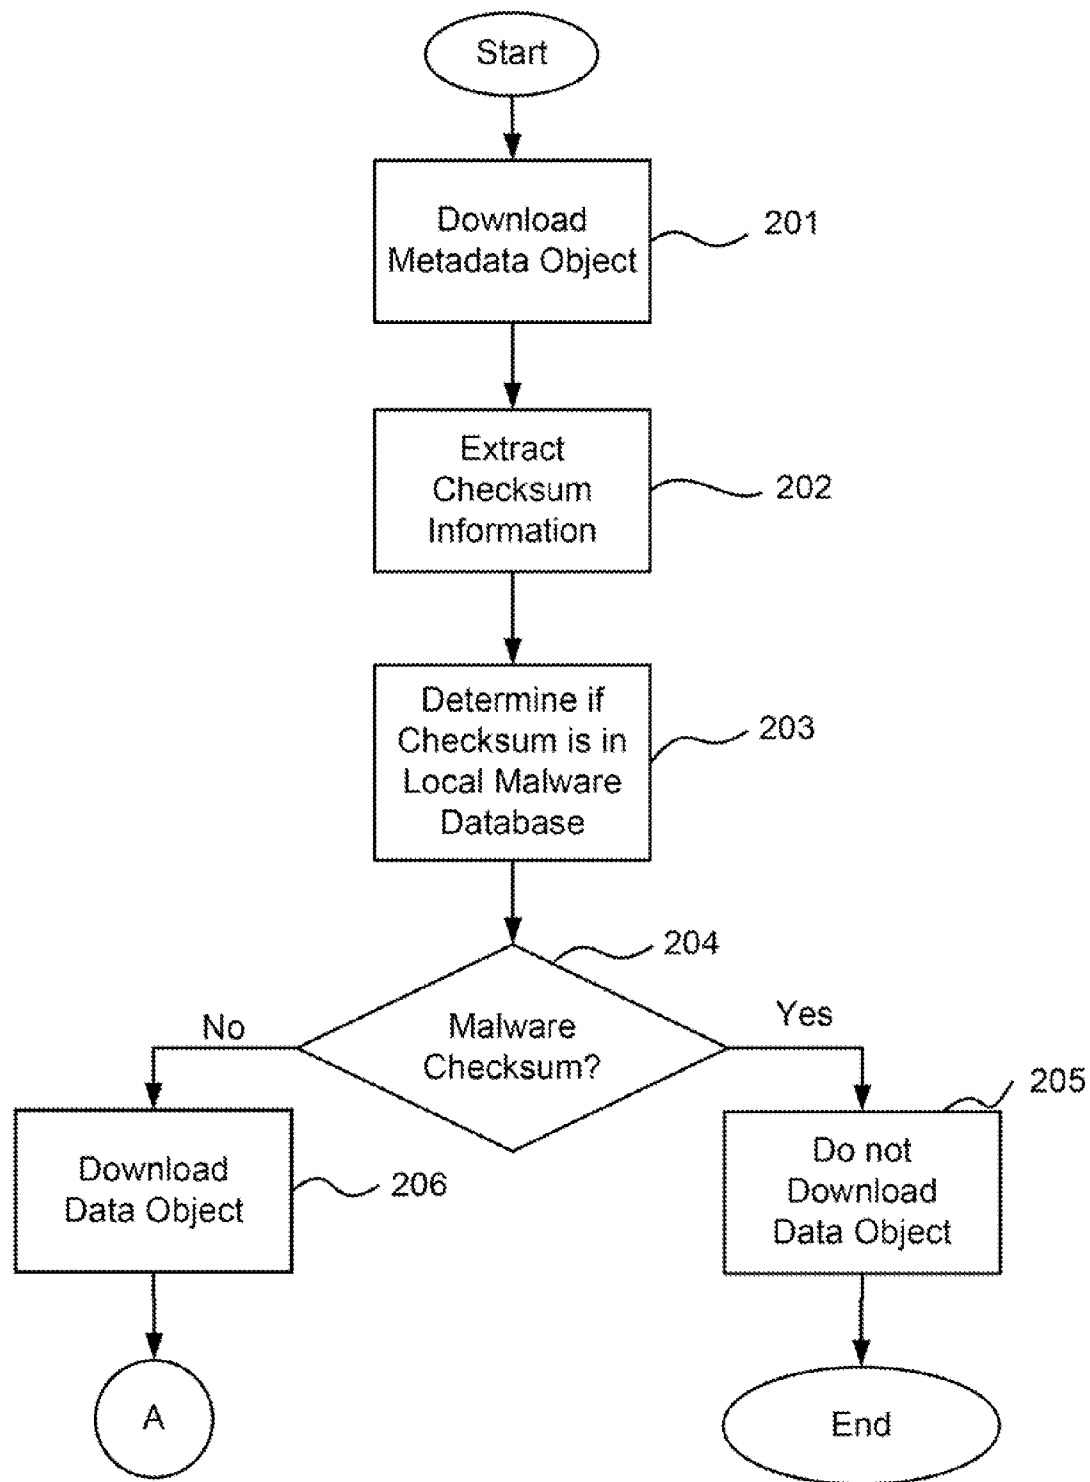 Start
Download
Metadata Object
201
Extract
Checksum
Information
202
Determine if
Checksum is in
Local Malware
Database
203
204
Malware
Checksum?
No
Yes
205
Download
Data Object
206
Do not
Download
Data Object
A
End